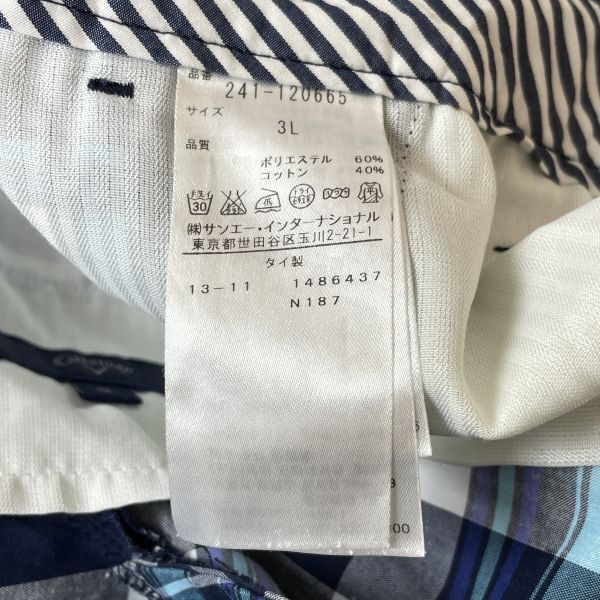 品番
241-120665
サイズ
3L
品質
ポリエステル 60%
コットン 40%
30
(株)サンエー・インターナショナル
東京都世田谷区玉川2-21-1
タイ製
13-11 1486437
N187